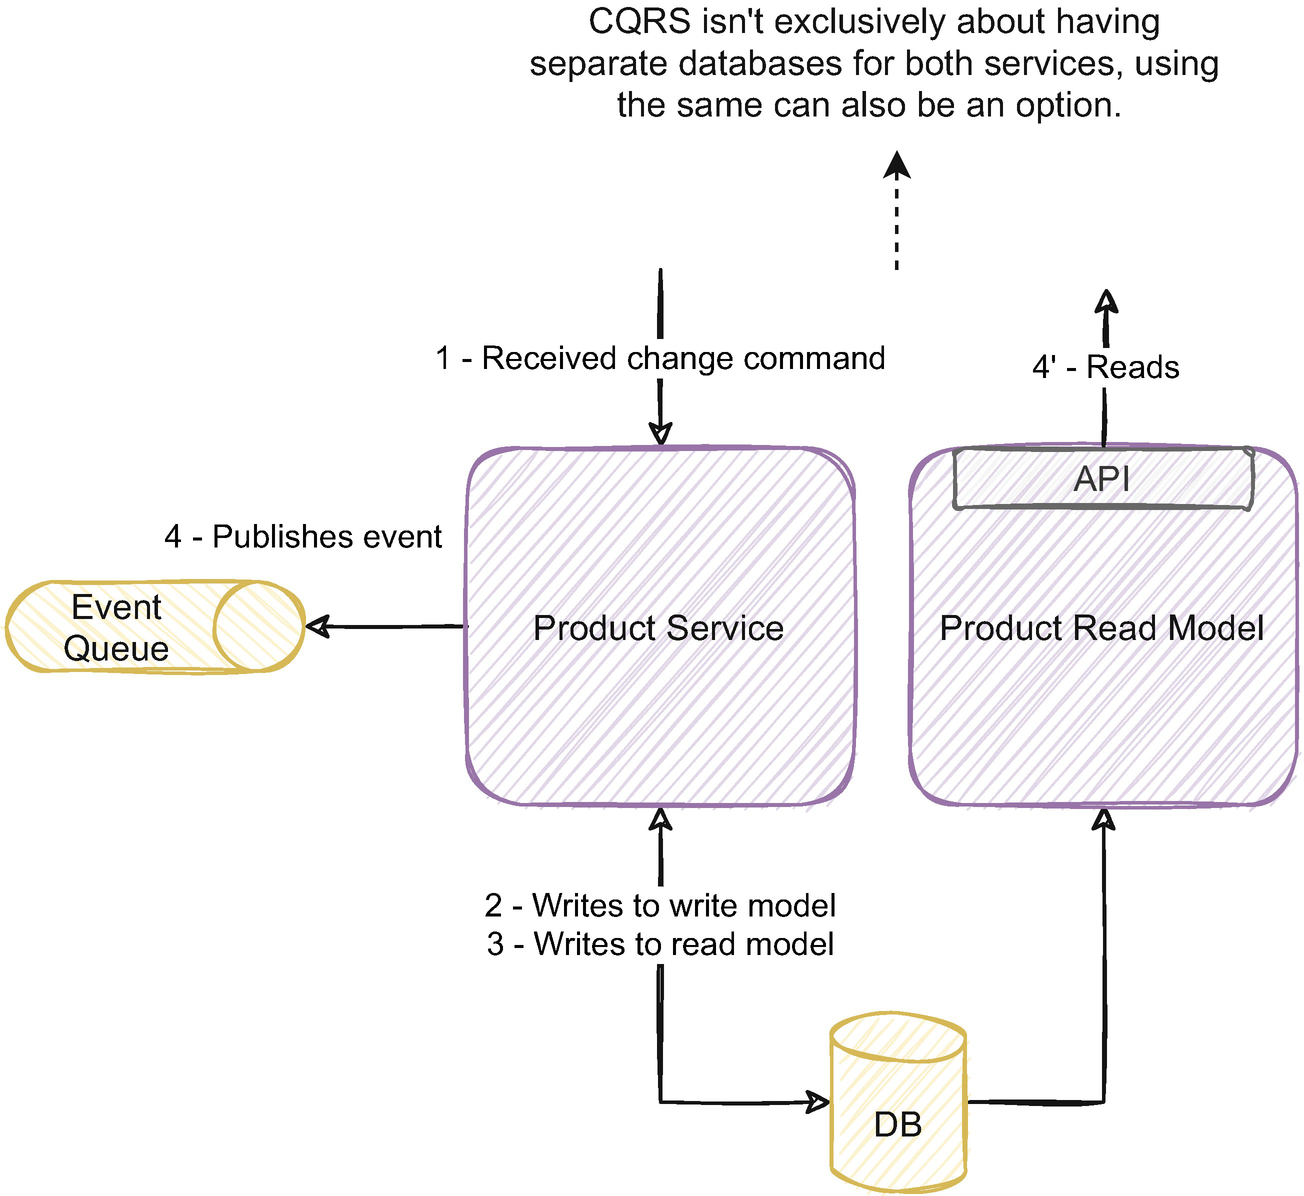 CQRS isn't exclusively about having
separate databases for both services, using
the same can also be an option.
1 - Received change command
4' - Reads
API
4 - Publishes event
Event
Queue
Product Service
Product Read Model
2 - Writes to write model
3 - Writes to read model
DB